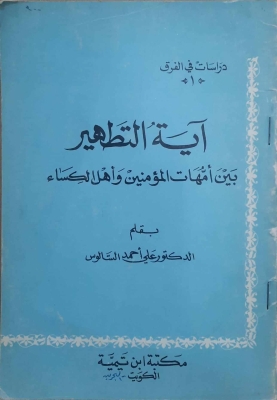 دراسات في الفرق
«١»
آية التطهير
بين أمهات المؤمنين وأهل الكساء
بقلم
الدكتور علي أحمد السالوس
مكتبة ابن تيمية
الكويت